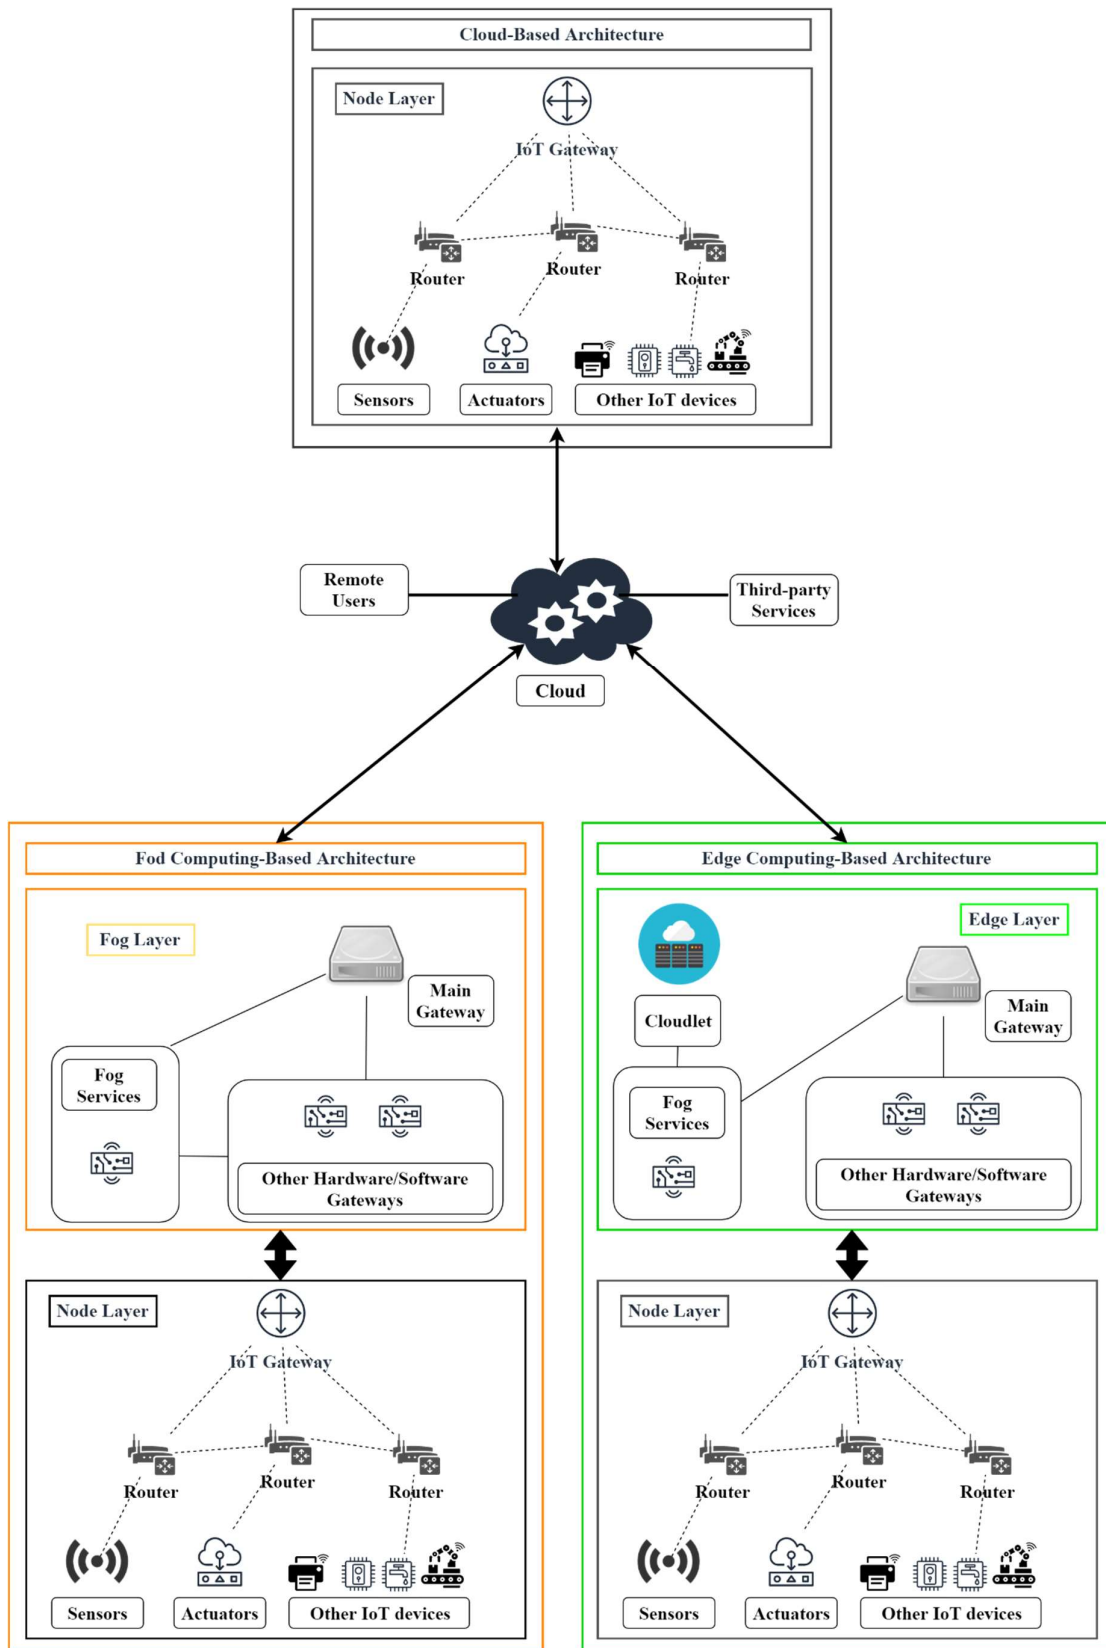 Cloud-Based Architecture
Node Layer
IoT Gateway
Router
Router
Router
Sensors
Actuators
Other IoT devices
Remote
Users
Third-party
Services
Cloud
Fod Computing-Based Architecture
Fog Layer
Main
Gateway
Fog
Services
Other Hardware/Software
Gateways
Node Layer
IoT Gateway
Router
Router
Router
Sensors
Actuators
Other IoT devices
Edge Computing-Based Architecture
Edge Layer
Cloudlet
Main
Gateway
Fog
Services
Other Hardware/Software
Gateways
Node Layer
IoT Gateway
Router
Router
Router
Sensors
Actuators
Other IoT devices